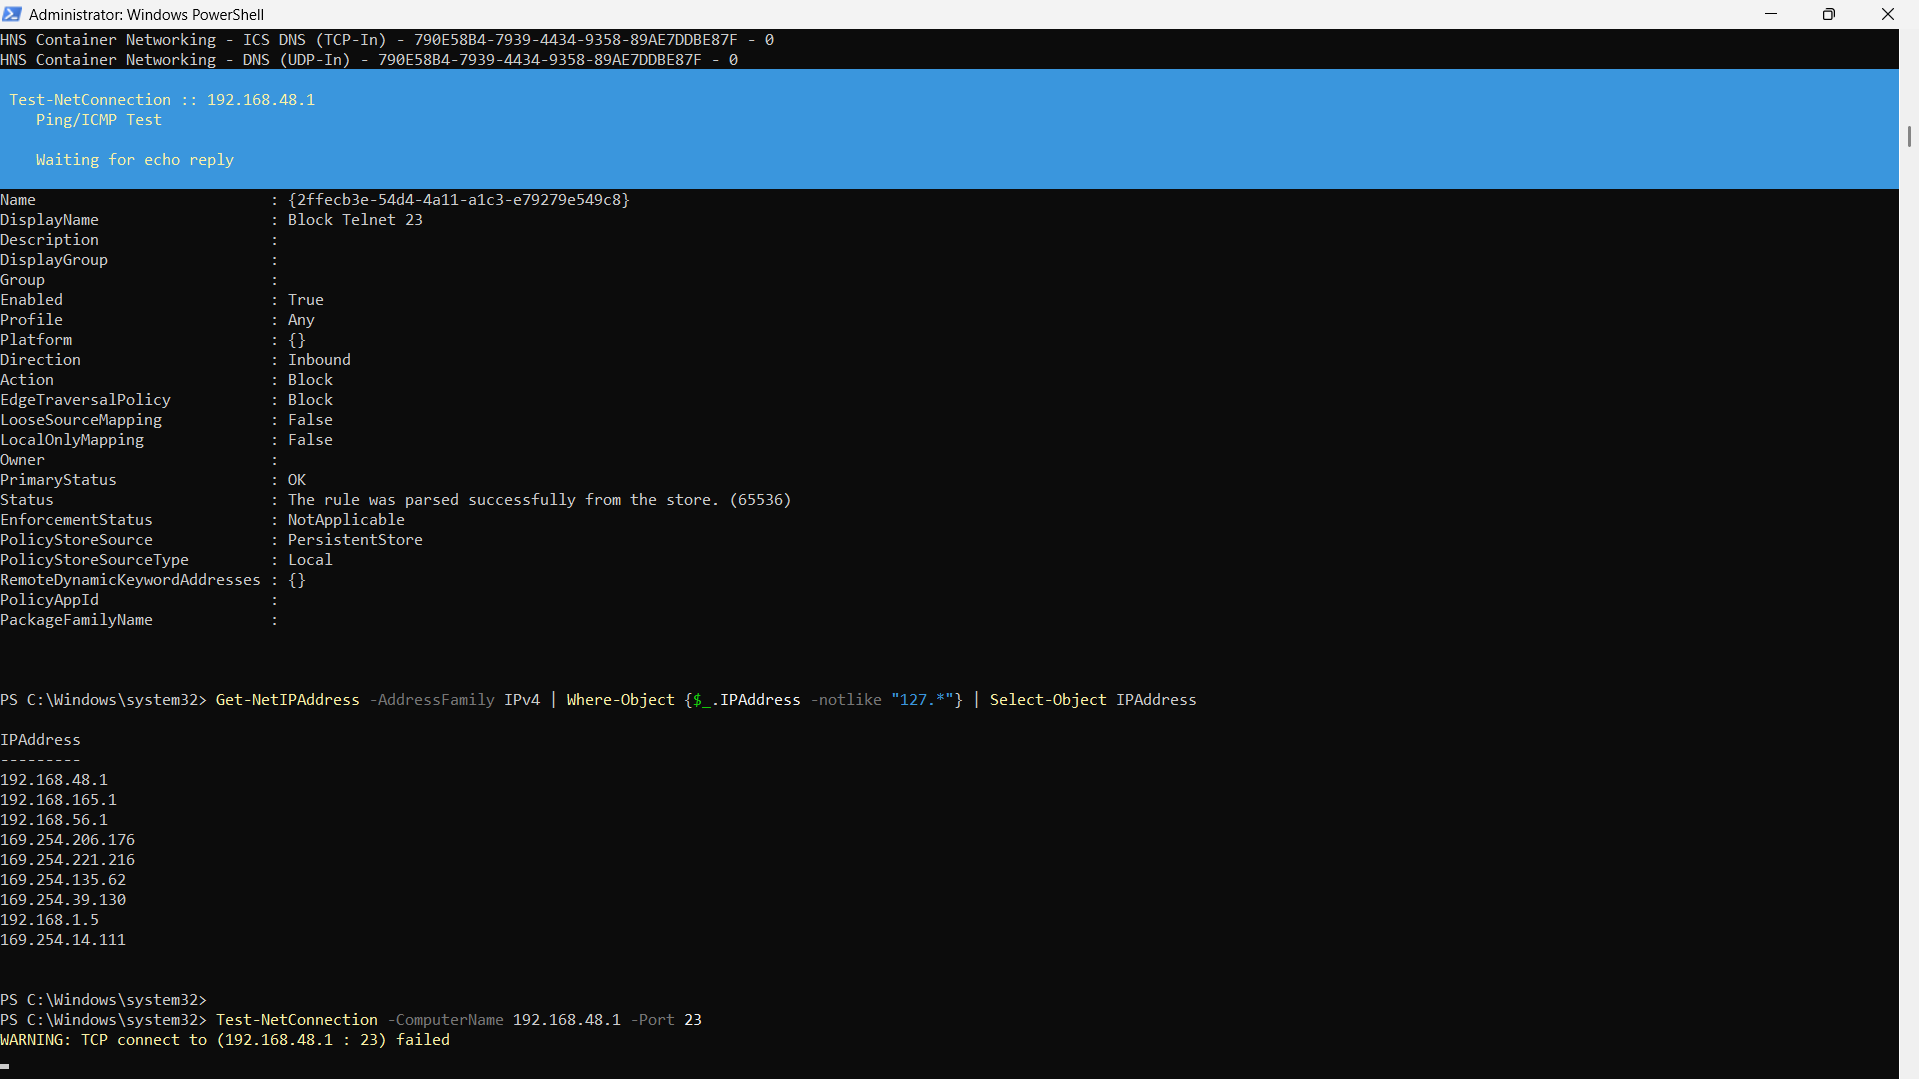 Administrator: Windows PowerShell
HNS Container Networking - ICS DNS (TCP-In) - 790E58B4-7939-4434-9358-89AE7DDBE87F - 0
HNS Container Networking - DNS (UDP-In) - 790E58B4-7939-4434-9358-89AE7DDBE87F - 0
Test-NetConnection :: 192.168.48.1
Ping/ICMP Test
Waiting for echo reply
Name : {2ffecb3e-54d4-4a11-a1c3-e79279e549c8}
DisplayName : Block Telnet 23
Description :
DisplayGroup :
Group :
Enabled : True
Profile : Any
Platform : {}
Direction : Inbound
Action : Block
EdgeTraversalPolicy : Block
LooseSourceMapping : False
LocalOnlyMapping : False
Owner :
PrimaryStatus : OK
Status : The rule was parsed successfully from the store. (65536)
EnforcementStatus : NotApplicable
PolicyStoreSource : PersistentStore
PolicyStoreSourceType : Local
RemoteDynamicKeywordAddresses : {}
PolicyAppId :
PackageFamilyName :
PS C:\Windows\system32> Get-NetIPAddress -AddressFamily IPv4 | Where-Object {$_.IPAddress -notlike "127.*"} | Select-Object IPAddress
IPAddress
---------
192.168.48.1
192.168.165.1
192.168.56.1
169.254.206.176
169.254.221.216
169.254.135.62
169.254.39.130
192.168.1.5
169.254.14.111
PS C:\Windows\system32>
PS C:\Windows\system32> Test-NetConnection -ComputerName 192.168.48.1 -Port 23
WARNING: TCP connect to (192.168.48.1 : 23) failed